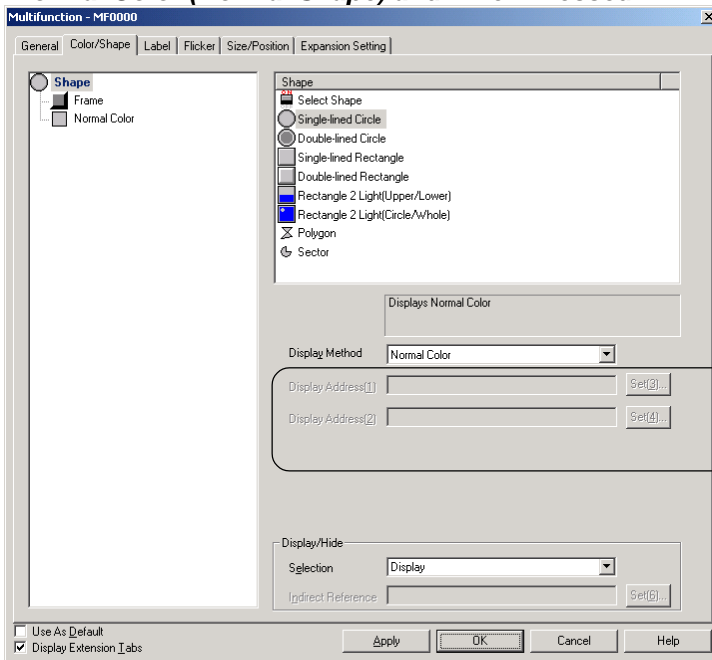 Multifunction - MF0000
General Color/Shape Label Flicker Size/Position Expansion Setting
Shape
Frame
Normal Color
Shape
Select Shape
Single-lined Circle
Double-lined Circle
Single-lined Rectangle
Double-lined Rectangle
Rectangle 2 Light(Upper/Lower)
Rectangle 2 Light(Circle/Whole)
Polygon
Sector
Displays Normal Color
Display Method Normal Color
Display Address[1] Set(3)...
Display Address[2] Set(4)...
Display/Hide
Selection Display
Indirect Reference Set(6)...
Use As Default
Display Extension Tabs
Apply OK Cancel Help